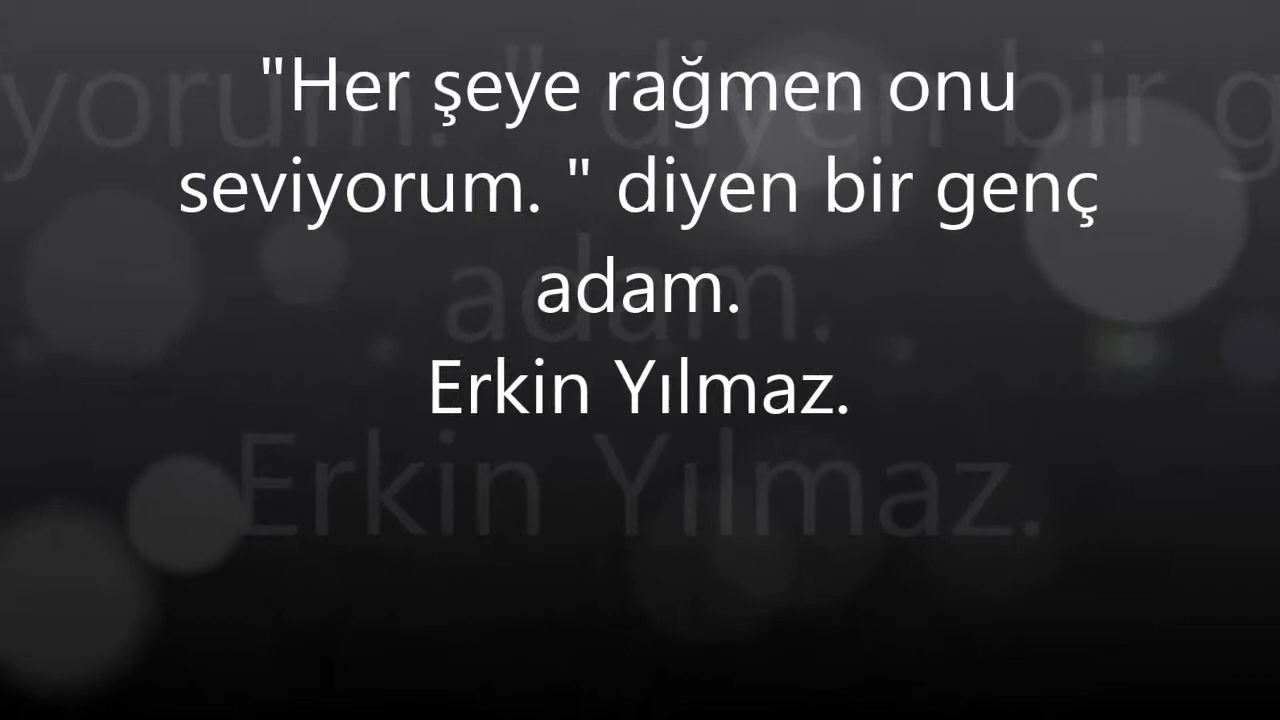 "Her şeye rağmen onu
seviyorum. " diyen bir genç
adam.
Erkin Yılmaz.